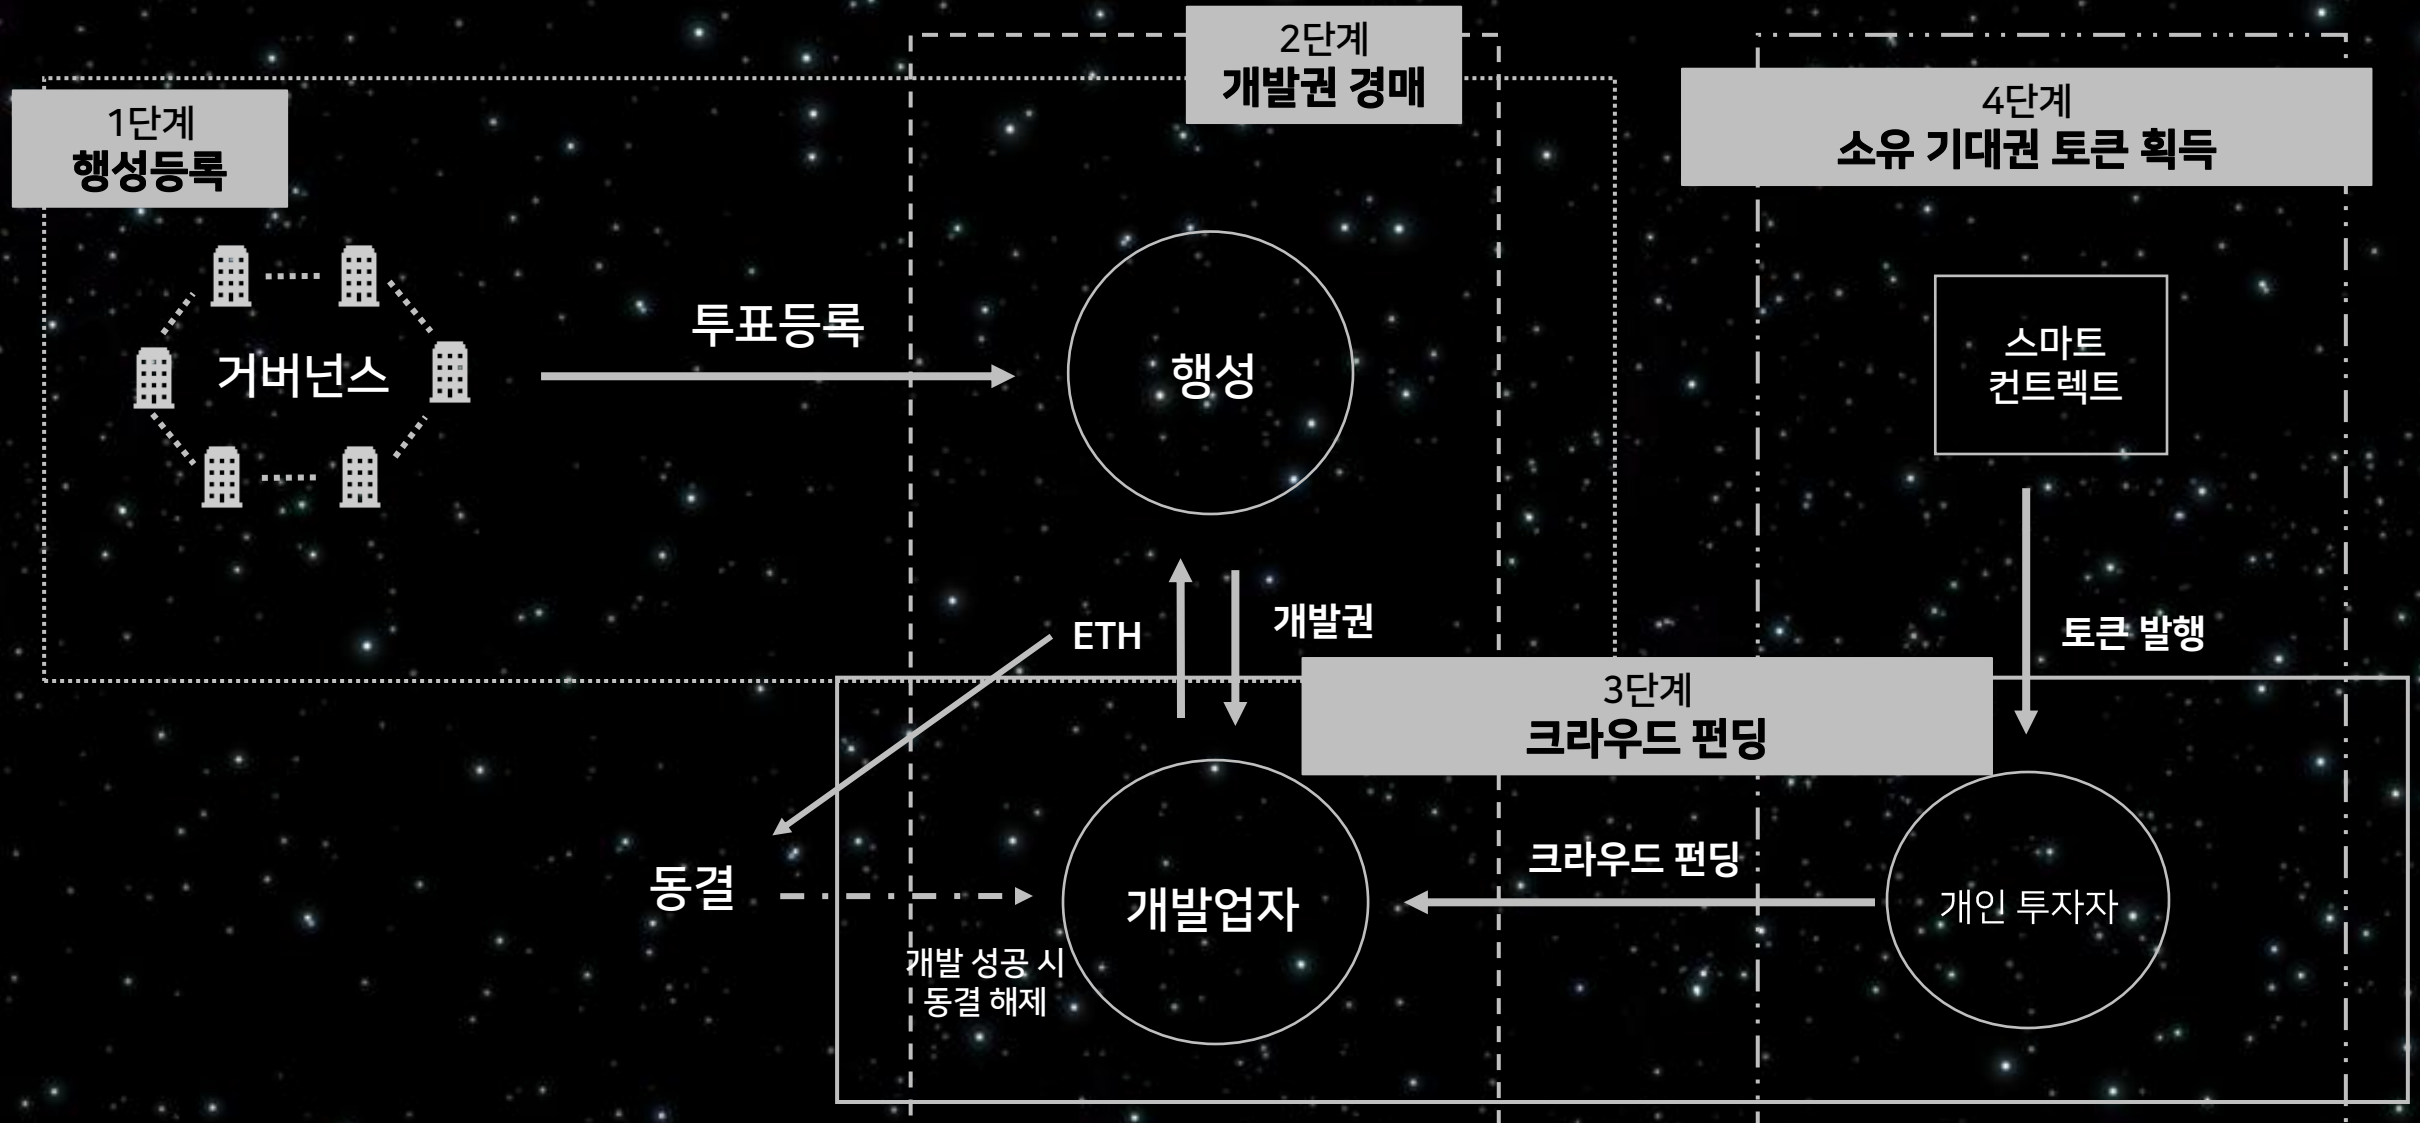 1단계
행성등록
2단계
개발권 경매
4단계
소유 기대권 토큰 획득
거버넌스
투표등록
행성
스마트
컨트렉트
ETH
개발권
토큰 발행
3단계
크라우드 펀딩
동결
개발 성공 시
동결 해제
개발업자
크라우드 펀딩
개인 투자자